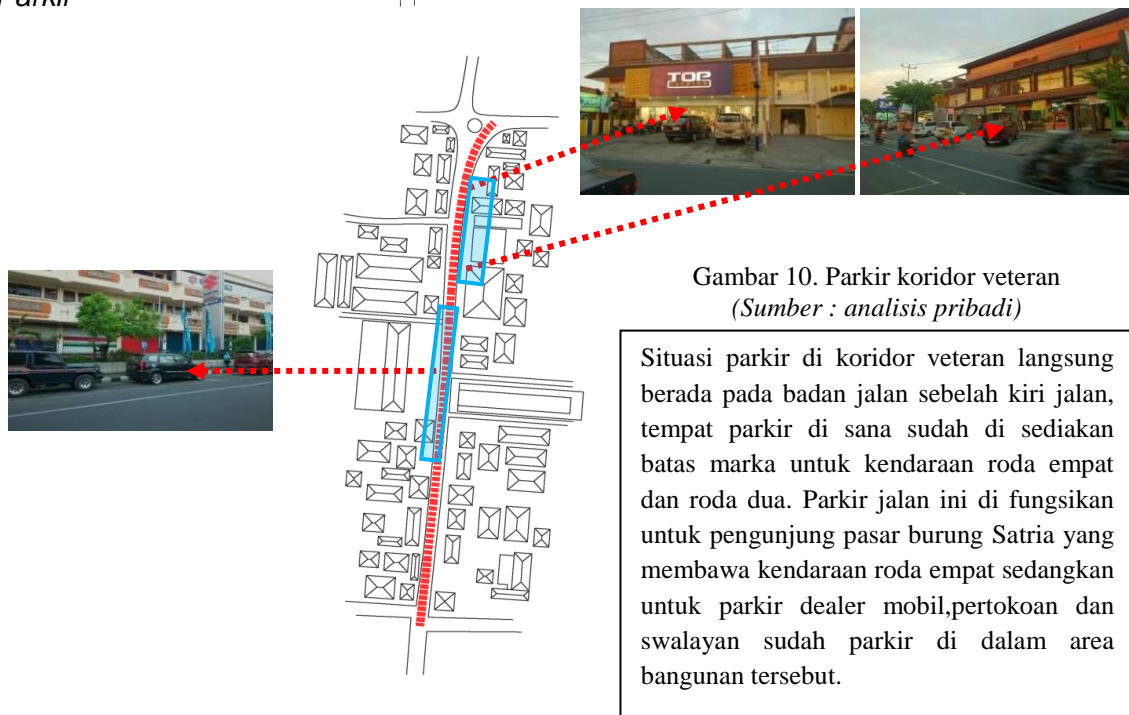 Parkir
TOP
Gambar 10. Parkir koridor veteran
(Sumber : analisis pribadi)
Situasi parkir di koridor veteran langsung
berada pada badan jalan sebelah kiri jalan,
tempat parkir di sana sudah di sediakan
batas marka untuk kendaraan roda empat
dan roda dua. Parkir jalan ini di fungsikan
untuk pengunjung pasar burung Satria yang
membawa kendaraan roda empat sedangkan
untuk parkir dealer mobil,pertokoan dan
swalayan sudah parkir di dalam area
bangunan tersebut.